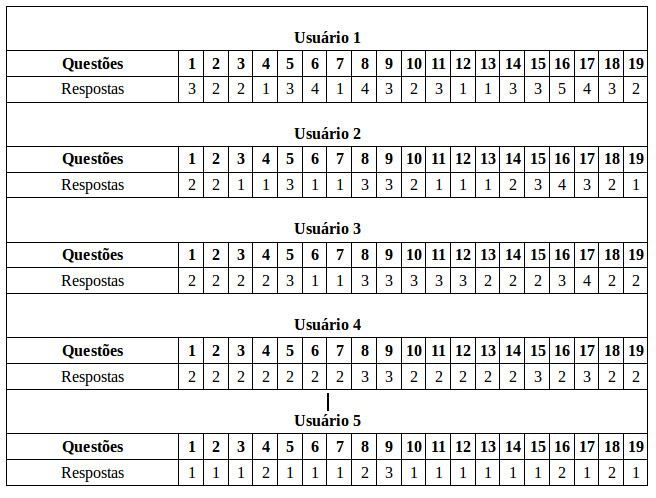 Usuário 1
Questões 1 2 3 4 5 6 7 8 9 10 11 12 13 14 15 16 17 18 19
Respostas 3 2 2 1 3 4 1 4 3 2 3 1 1 3 3 5 4 3 2
Usuário 2
Questões 1 2 3 4 5 6 7 8 9 10 11 12 13 14 15 16 17 18 19
Respostas 2 2 1 1 3 1 1 3 3 2 1 1 1 2 3 4 3 2 1
Usuário 3
Questões 1 2 3 4 5 6 7 8 9 10 11 12 13 14 15 16 17 18 19
Respostas 2 2 2 2 3 1 1 3 3 3 3 3 2 2 2 3 4 2 2
Usuário 4
Questões 1 2 3 4 5 6 7 8 9 10 11 12 13 14 15 16 17 18 19
Respostas 2 2 2 2 2 2 2 3 3 2 2 2 2 2 3 2 3 2 2
Usuário 5
Questões 1 2 3 4 5 6 7 8 9 10 11 12 13 14 15 16 17 18 19
Respostas 1 1 1 2 1 1 1 2 3 1 1 1 1 1 1 2 1 2 1